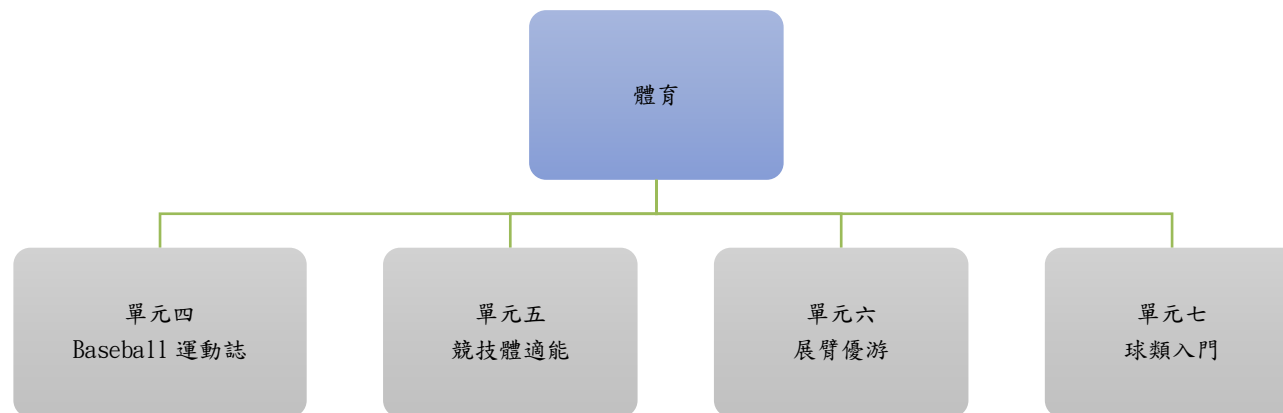 體育
單元四
Baseball 運動誌
單元五
競技體適能
單元六
展臂優游
單元七
球類入門